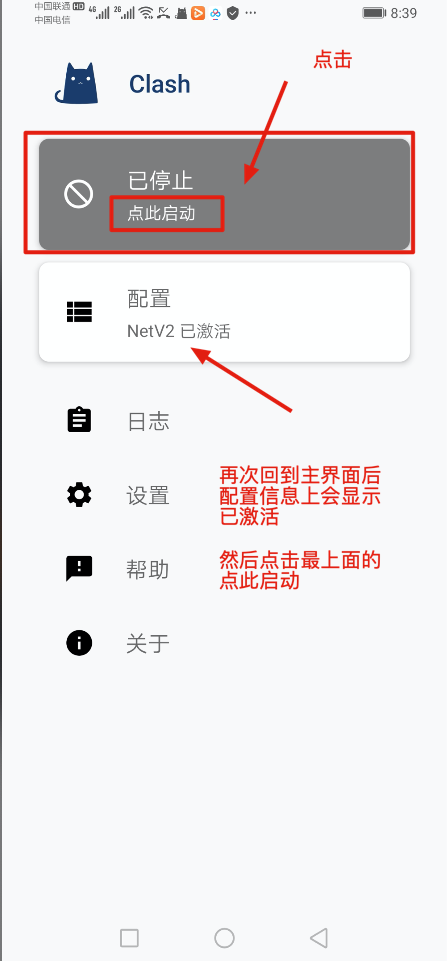 中国联通 HD 4G 2G 8:39
中国电信
Clash
点击
已停止
点此启动
配置
NetV2 已激活
日志
再次回到主界面后
配置信息上会显示
已激活
设置
然后点击最上面的
点此启动
帮助
关于